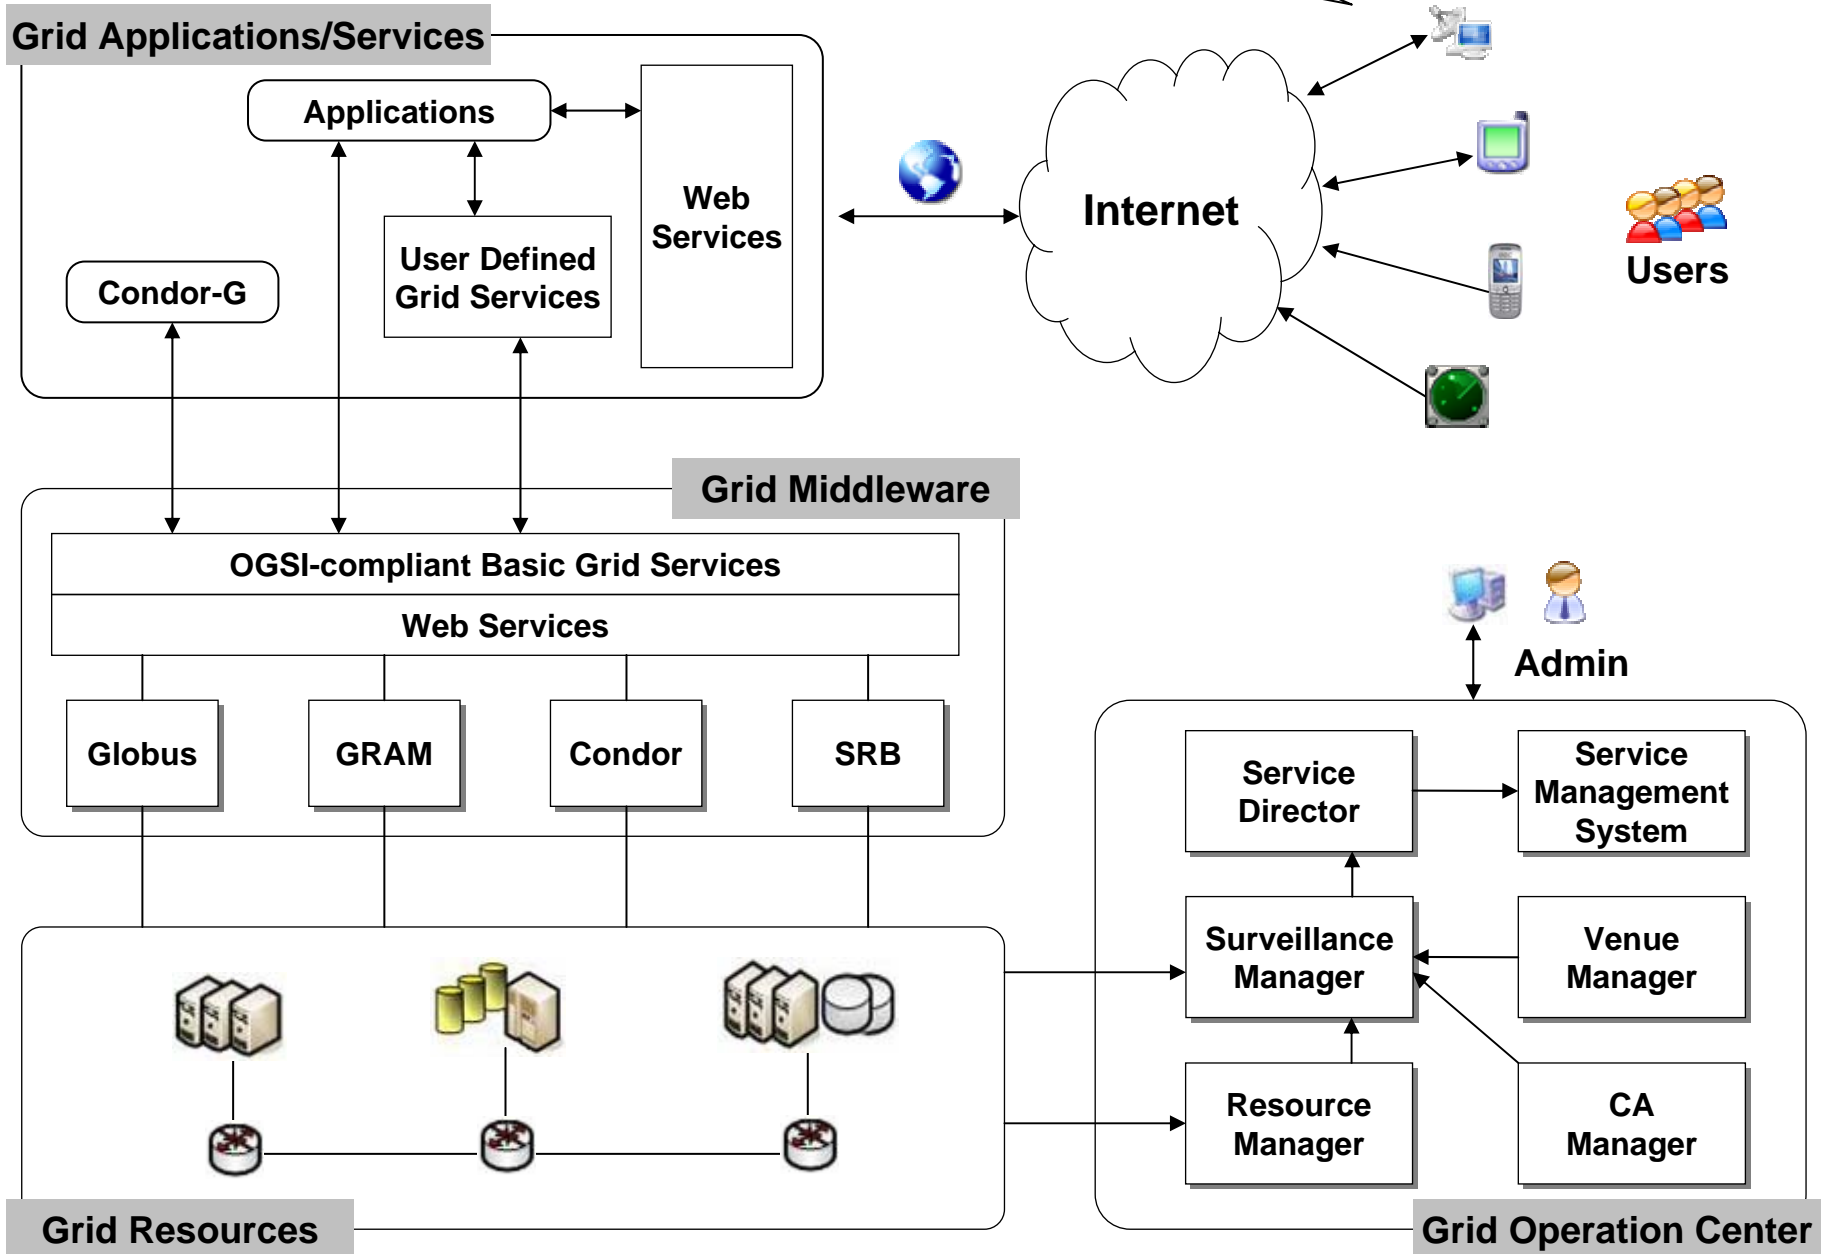 Grid Applications/Services
Applications
Web
Services
User Defined
Grid Services
Condor-G
Internet
Users
Grid Middleware
OGSI-compliant Basic Grid Services
Web Services
Globus
GRAM
Condor
SRB
Admin
Service
Director
Service
Management
System
Surveillance
Manager
Venue
Manager
Resource
Manager
CA
Manager
Grid Resources
Grid Operation Center